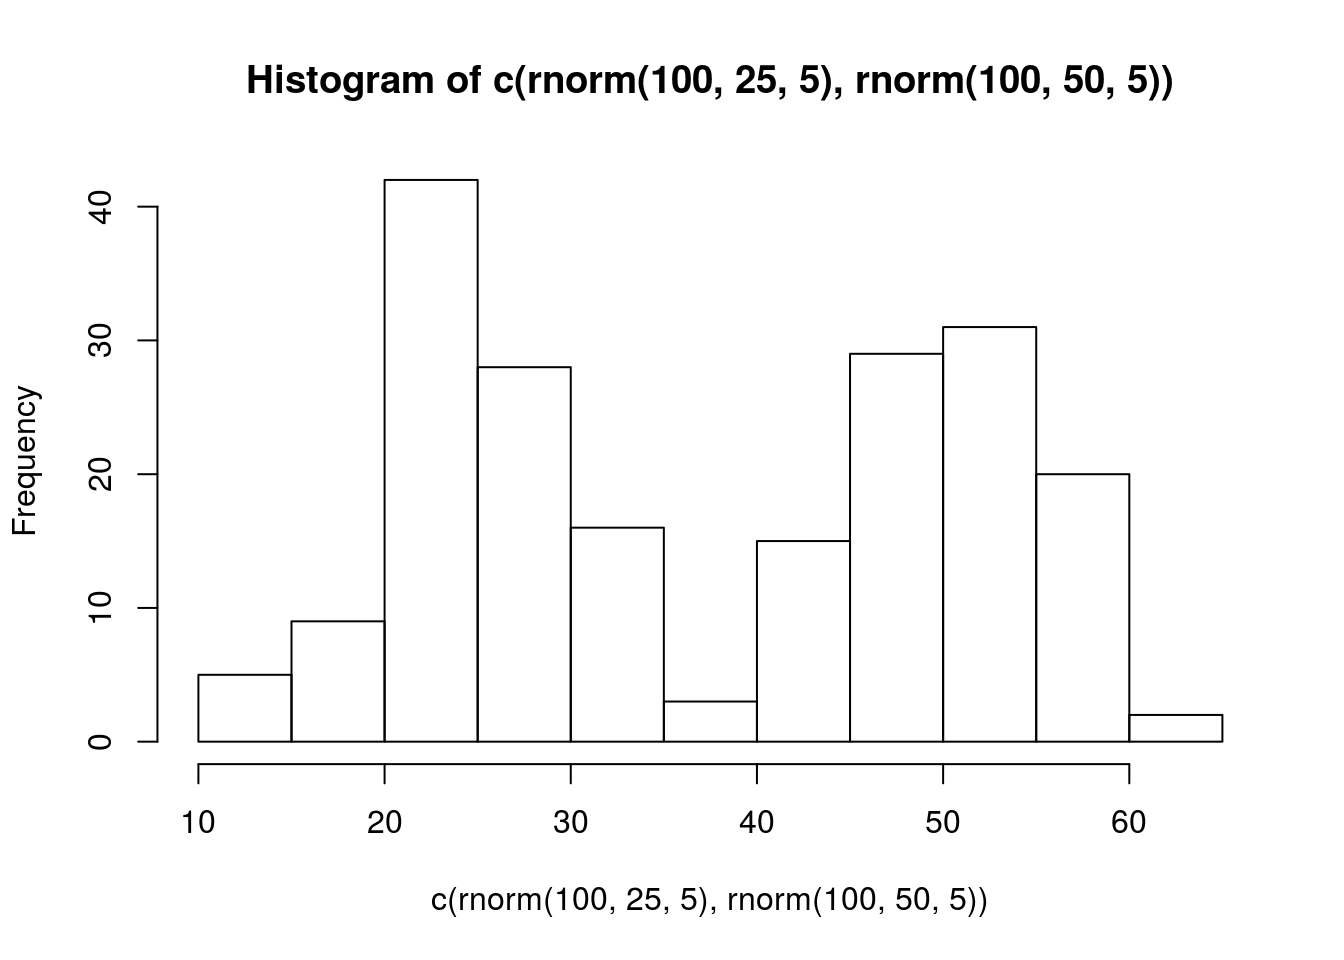 Histogram of c(rnorm(100, 25, 5), rnorm(100, 50, 5))
Frequency
40
30
20
10
0
10 20 30 40 50 60
c(rnorm(100, 25, 5), rnorm(100, 50, 5))